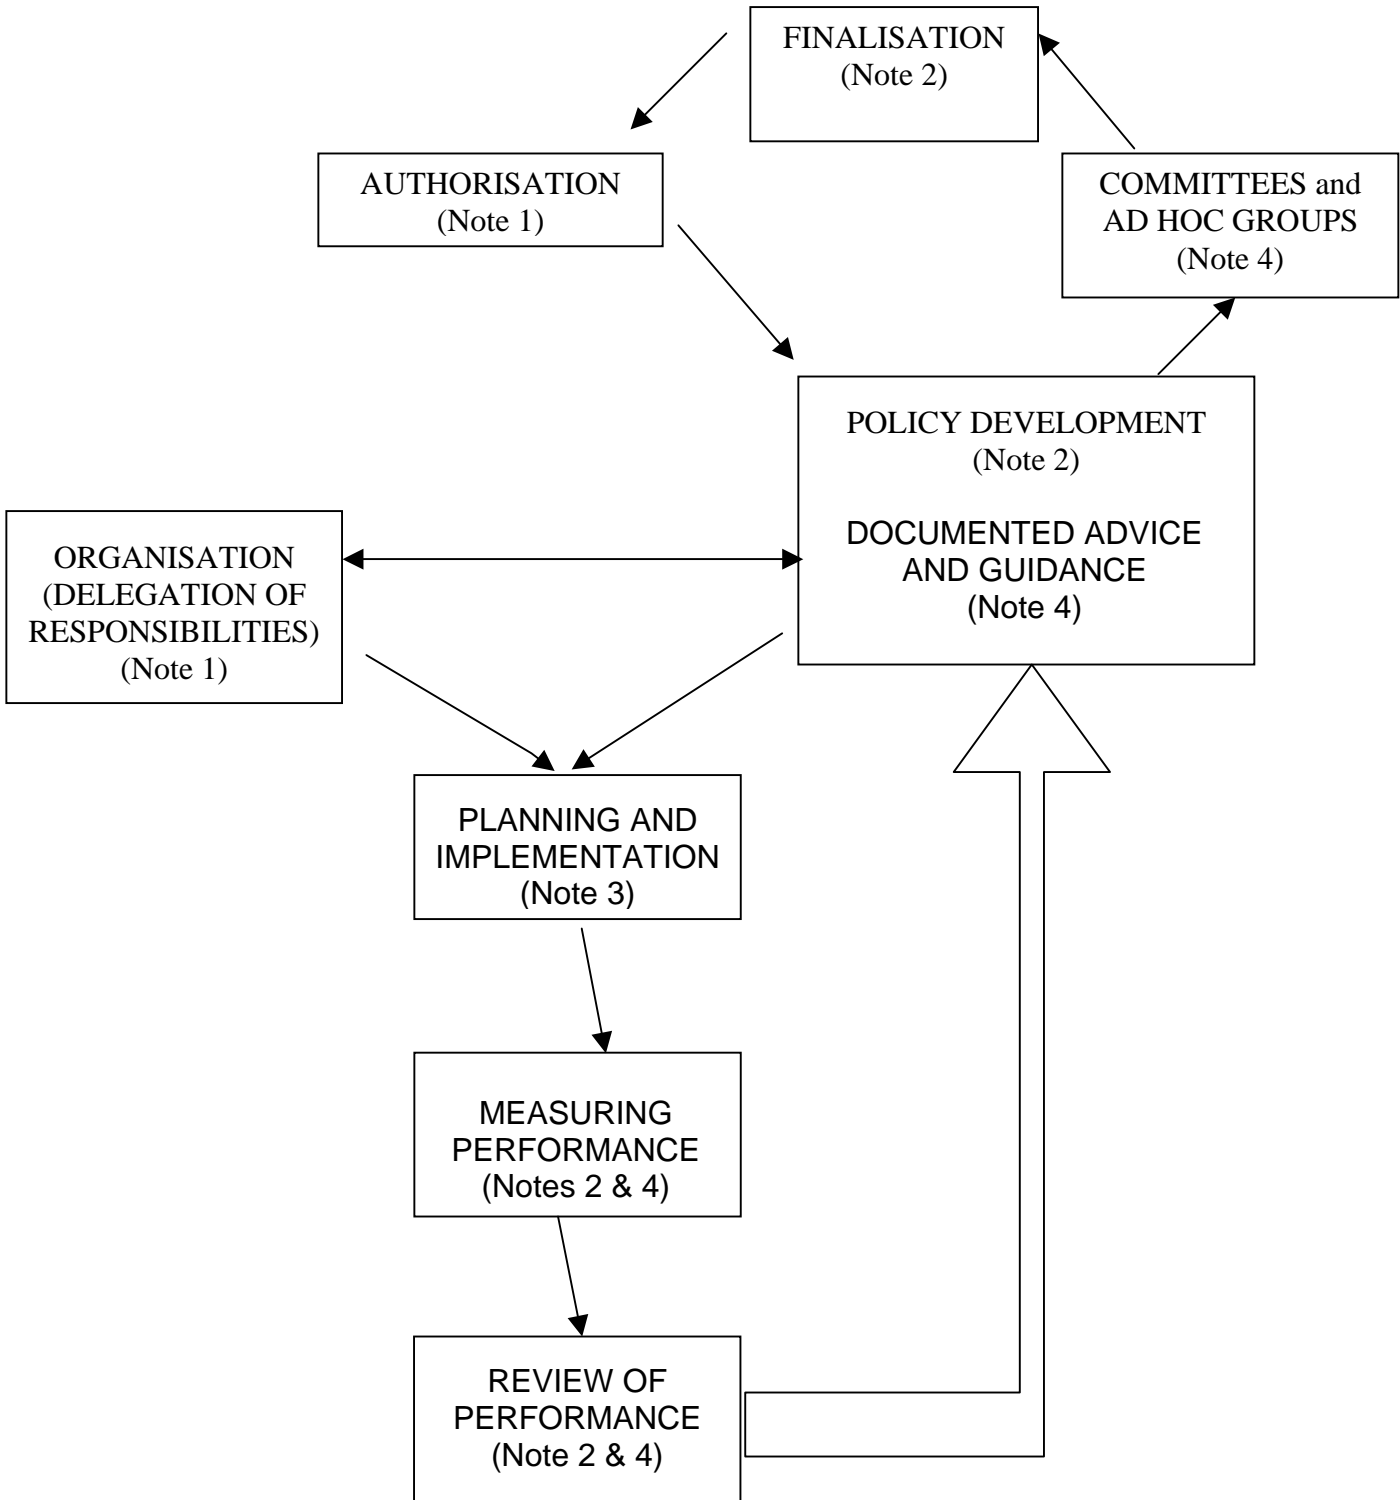 FINALISATION
(Note 2)
AUTHORISATION
(Note 1)
COMMITTEES and
AD HOC GROUPS
(Note 4)
POLICY DEVELOPMENT
(Note 2)
DOCUMENTED ADVICE
AND GUIDANCE
(Note 4)
ORGANISATION
(DELEGATION OF
RESPONSIBILITIES)
(Note 1)
PLANNING AND
IMPLEMENTATION
(Note 3)
MEASURING
PERFORMANCE
(Notes 2 & 4)
REVIEW OF
PERFORMANCE
(Note 2 & 4)